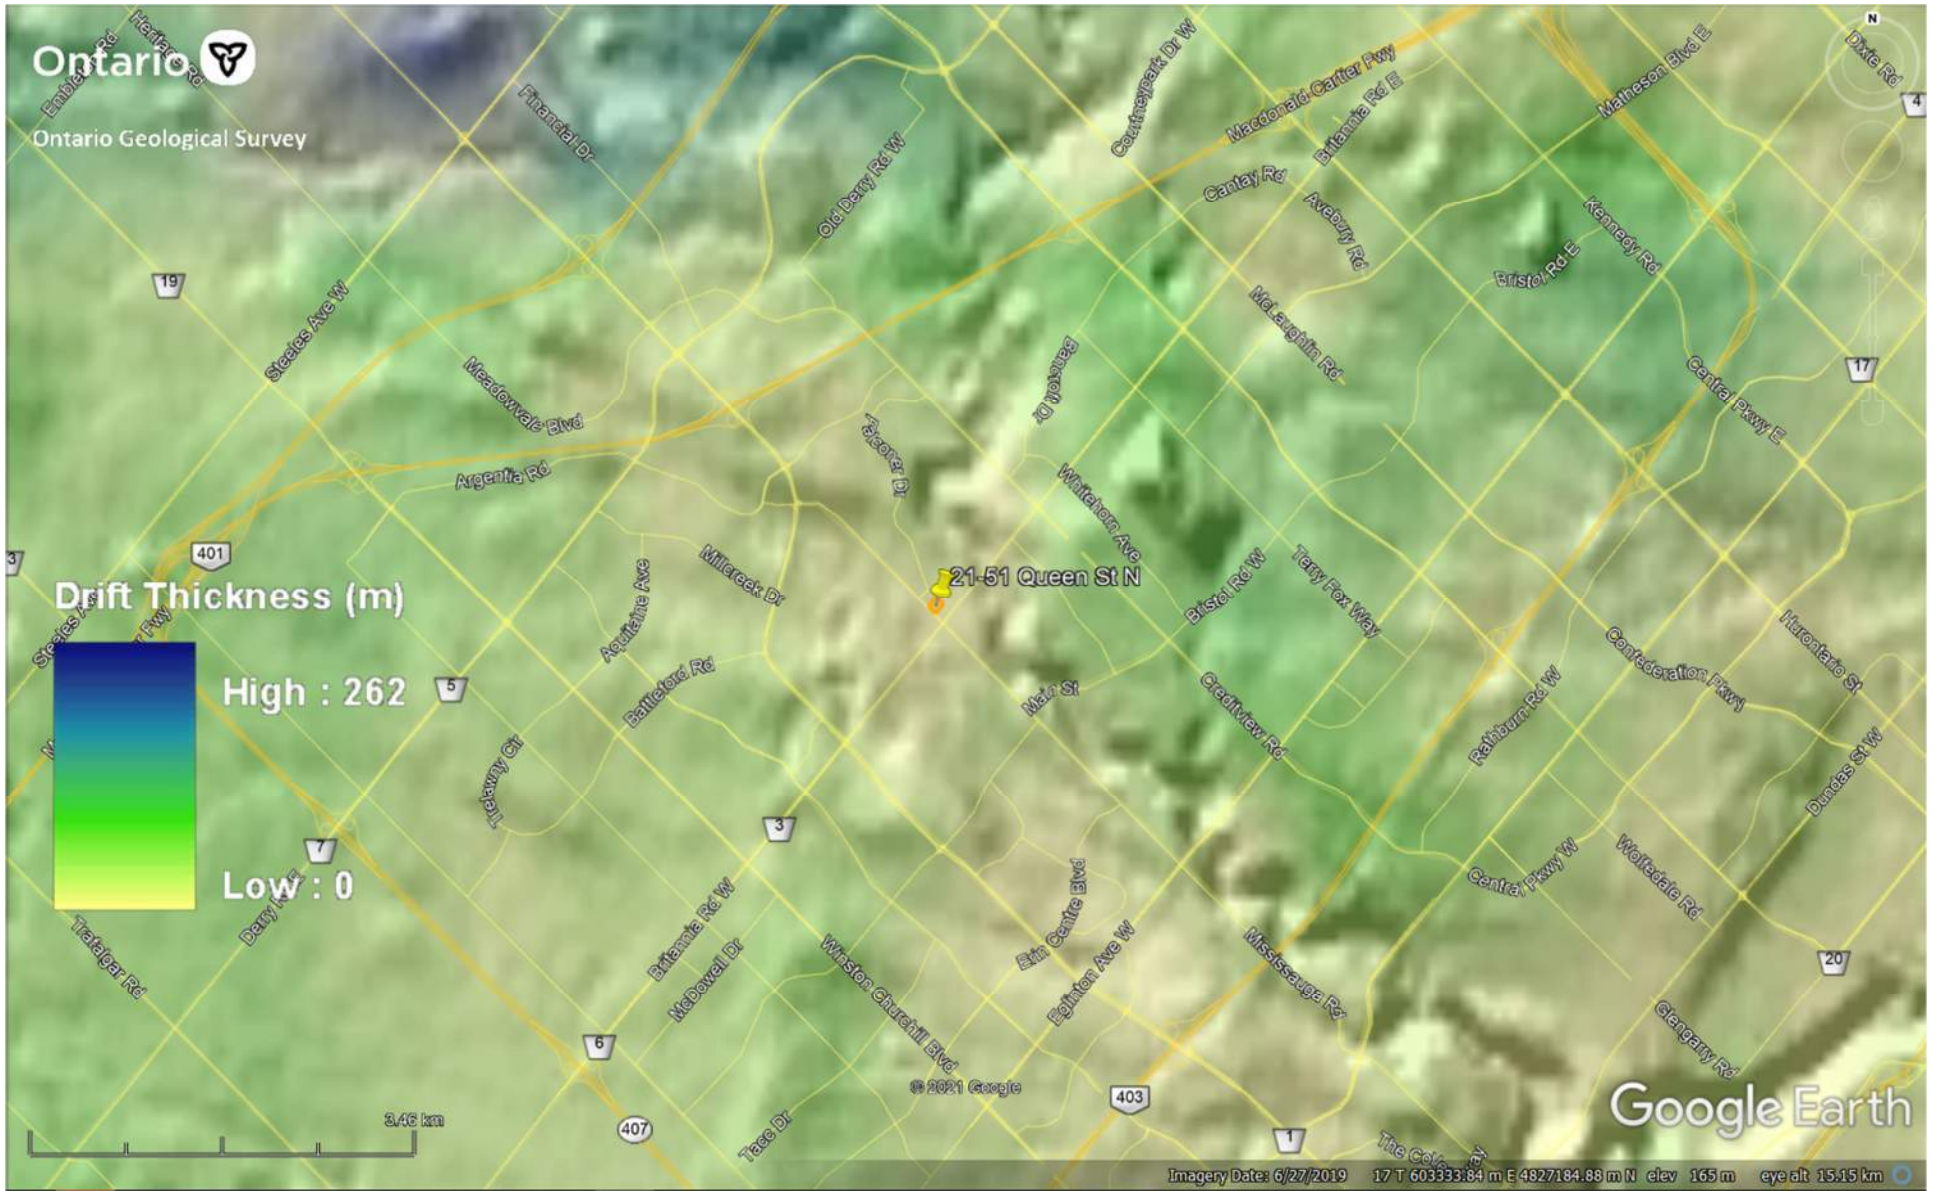 Ontario
Ontario Geological Survey
Heritage Rd
Financial Dr
Old Derry Rd W
Courtneypark Dr W
Macdonald-Cartier Fwy
Britannia Rd E
Matheson Blvd E
N
Dixie Rd
4
Cantay Rd
Avebury Rd
Kennedy Rd
Bristol Rd E
19
Steeles Ave W
McLaughlin Rd
Bancroft Dr
17
Central Pkwy E
Meadowvale Blvd
Falconer Dr
Argentia Rd
Whitehorn Ave
401
3
Millcreek Dr
21-51 Queen St N
Bristol Rd W
Terry Fox Way
Aquitaine Ave
Drift Thickness (m)
Fwy
High : 262
5
Battleford Rd
Main St
Creditview Rd
Rathburn Rd W
Confederation Pkwy
Hurontario St
Dundas St W
Trelawny Cir
3
7
Low : 0
Derry
Trafalgar Rd
Britannia Rd W
McDowell Dr
Winston Churchill Blvd
Erin Centre Blvd
Eglinton Ave W
Mississauga Rd
Central Pkwy W
Wolfedale Rd
20
Glengarry Rd
6
© 2021 Google
403
Google Earth
3.46 km
407
Tacc Dr
1
Imagery Date: 6/27/2019 17 T 603333.84 m E 4827184.88 m N elev 165 m eye alt 15.15 km